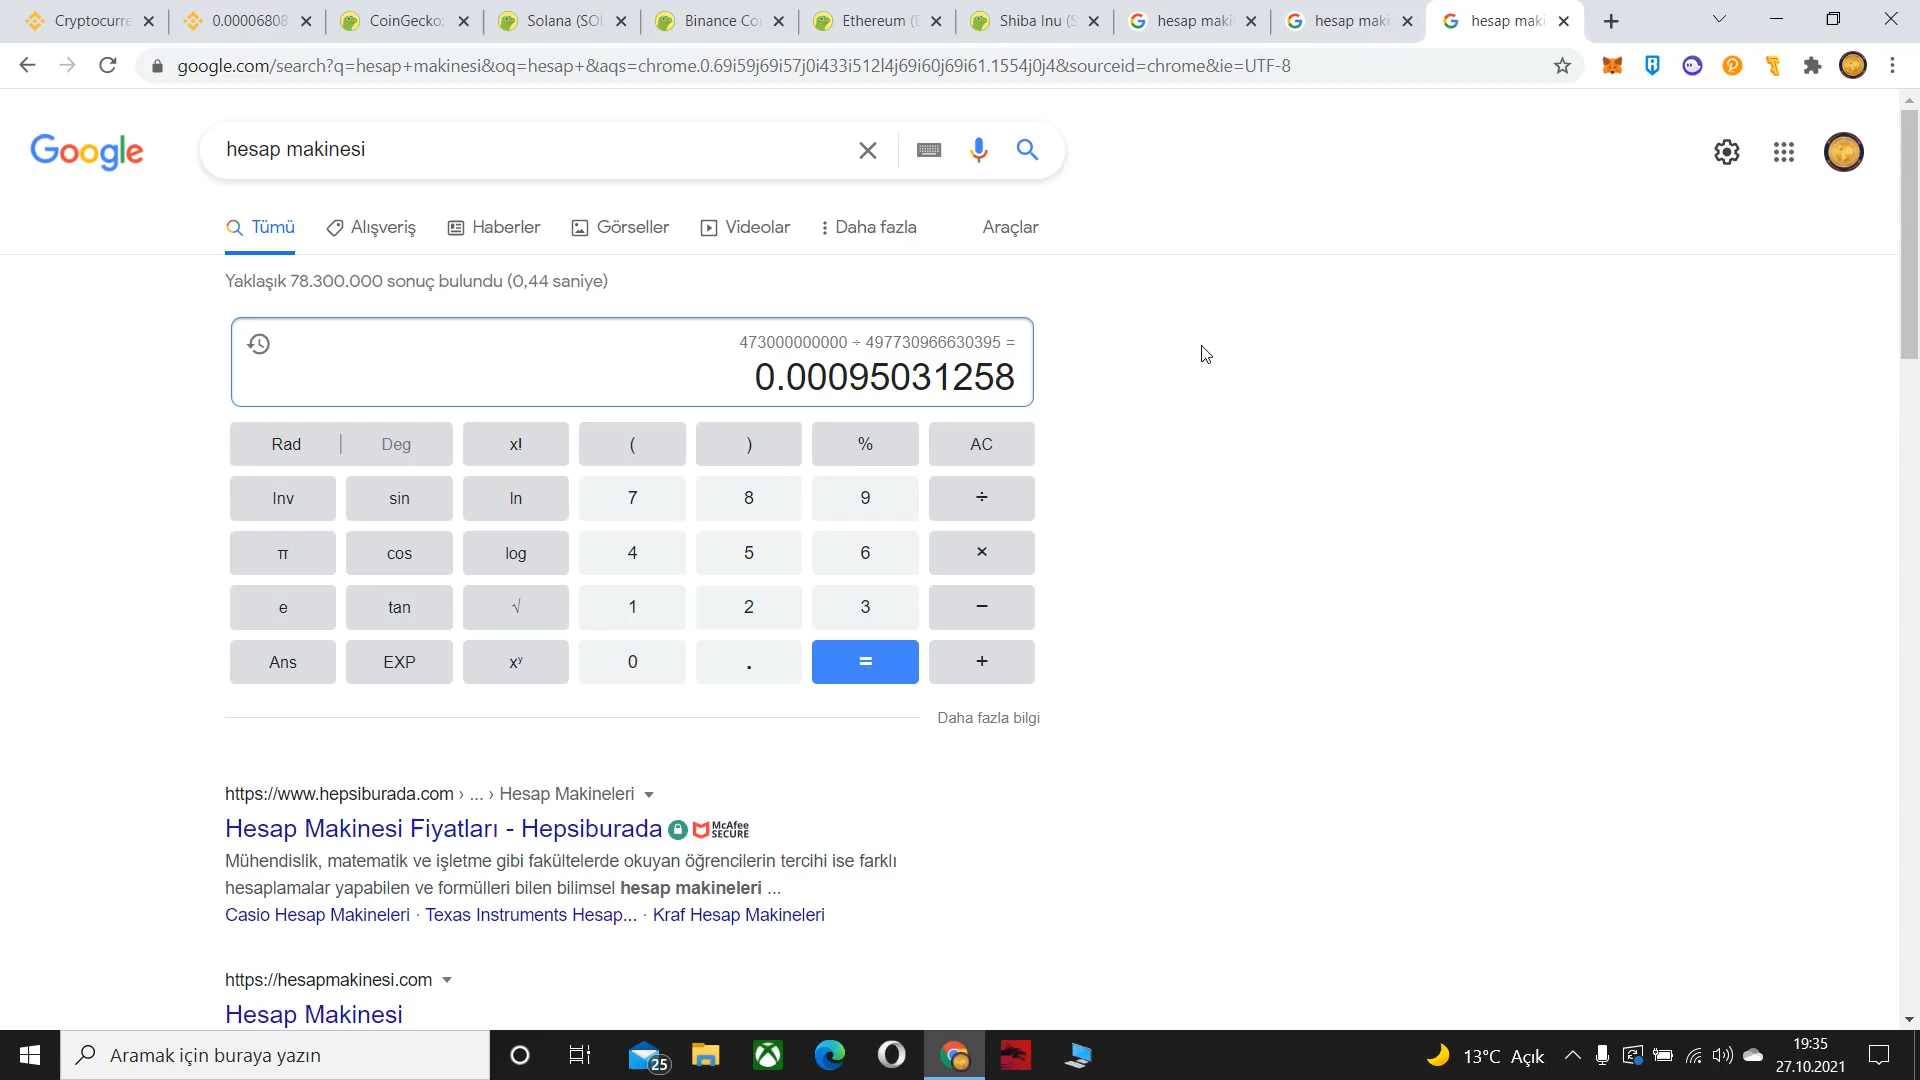 Cryptocurre
0.00006808
CoinGecko:
Solana (SOL
Binance Coi
Ethereum (E
Shiba Inu (S
hesap maki
hesap maki
hesap maki
google.com/search?q=hesap+makinesi&oq=hesap+&aqs=chrome.0.69i59j69i57j0i433i512l4j69i60j69i61.1554j0j4&sourceid=chrome&ie=UTF-8
Google
hesap makinesi
Tümü
Alışveriş
Haberler
Görseller
Videolar
Daha fazla
Araçlar
Yaklaşık 78.300.000 sonuç bulundu (0,44 saniye)
473000000000 ÷ 497730966630395 =
0.00095031258
Rad | Deg x! ( ) % AC
Inv sin ln 7 8 9 ÷
π cos log 4 5 6 ×
e tan √ 1 2 3 −
Ans EXP xʸ 0 . = +
Daha fazla bilgi
https://www.hepsiburada.com › ... › Hesap Makineleri
Hesap Makinesi Fiyatları - Hepsiburada McAfee SECURE
Mühendislik, matematik ve işletme gibi fakültelerde okuyan öğrencilerin tercihi ise farklı
hesaplamalar yapabilen ve formülleri bilen bilimsel hesap makineleri ...
Casio Hesap Makineleri · Texas Instruments Hesap... · Kraf Hesap Makineleri
https://hesapmakinesi.com
Hesap Makinesi
Aramak için buraya yazın
25
13°C Açık
19:35
27.10.2021